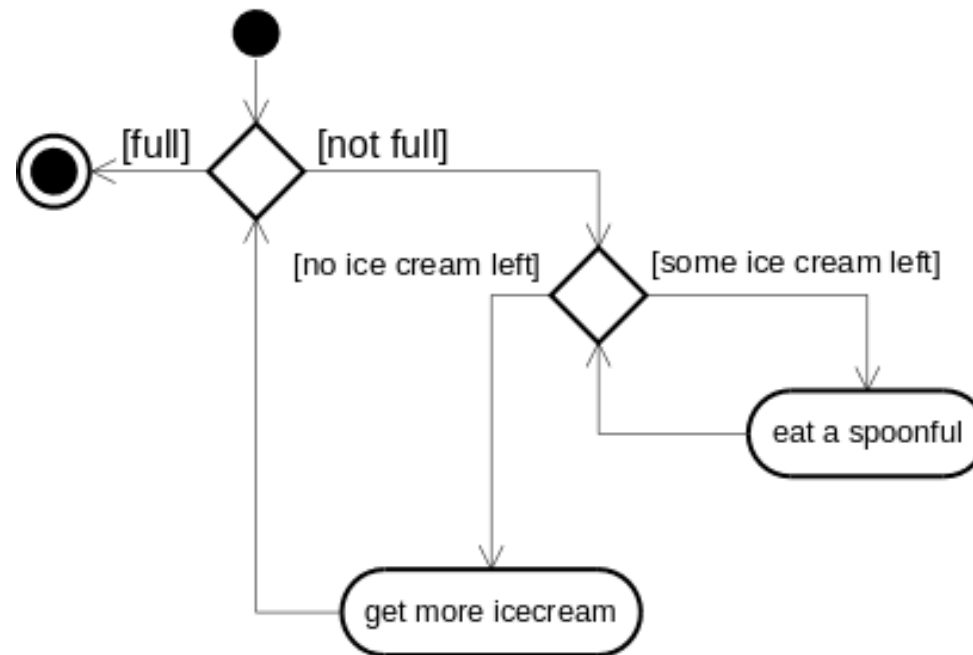 [full]
[not full]
[no ice cream left]
[some ice cream left]
eat a spoonful
get more icecream